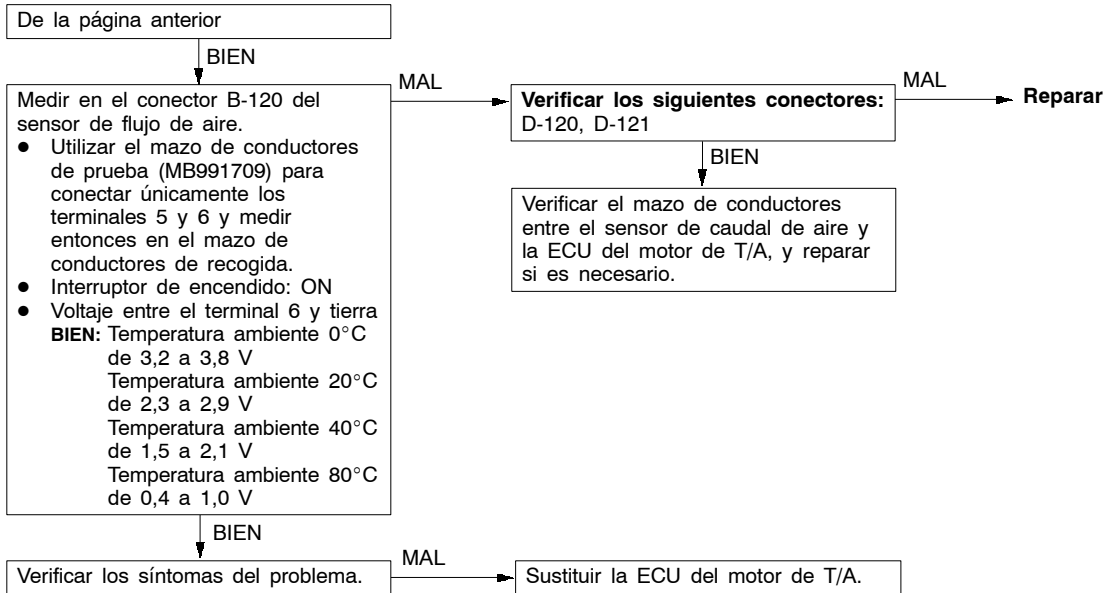 De la página anterior
BIEN
Medir en el conector B-120 del
sensor de flujo de aire.
● Utilizar el mazo de conductores
de prueba (MB991709) para
conectar únicamente los
terminales 5 y 6 y medir
entonces en el mazo de
conductores de recogida.
● Interruptor de encendido: ON
● Voltaje entre el terminal 6 y tierra
BIEN: Temperatura ambiente 0°C
de 3,2 a 3,8 V
Temperatura ambiente 20°C
de 2,3 a 2,9 V
Temperatura ambiente 40°C
de 1,5 a 2,1 V
Temperatura ambiente 80°C
de 0,4 a 1,0 V
MAL
Verificar los siguientes conectores:
D-120, D-121
MAL
Reparar
BIEN
Verificar el mazo de conductores
entre el sensor de caudal de aire y
la ECU del motor de T/A, y reparar
si es necesario.
BIEN
Verificar los síntomas del problema.
MAL
Sustituir la ECU del motor de T/A.